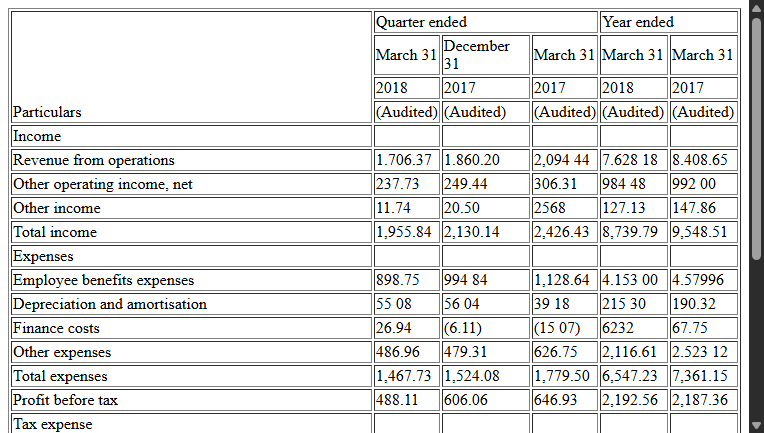 Quarter ended Year ended
March 31 December 31 March 31 March 31 March 31
2018 2017 2017 2018 2017
Particulars (Audited) (Audited) (Audited) (Audited) (Audited)
Income
Revenue from operations 1.706.37 1.860.20 2,094 44 7.628 18 8.408.65
Other operating income, net 237.73 249.44 306.31 984 48 992 00
Other income 11.74 20.50 2568 127.13 147.86
Total income 1,955.84 2,130.14 2,426.43 8,739.79 9,548.51
Expenses
Employee benefits expenses 898.75 994 84 1,128.64 4.153 00 4.57996
Depreciation and amortisation 55 08 56 04 39 18 215 30 190.32
Finance costs 26.94 (6.11) (15 07) 6232 67.75
Other expenses 486.96 479.31 626.75 2,116.61 2.523 12
Total expenses 1,467.73 1,524.08 1,779.50 6,547.23 7,361.15
Profit before tax 488.11 606.06 646.93 2,192.56 2,187.36
Tax expense